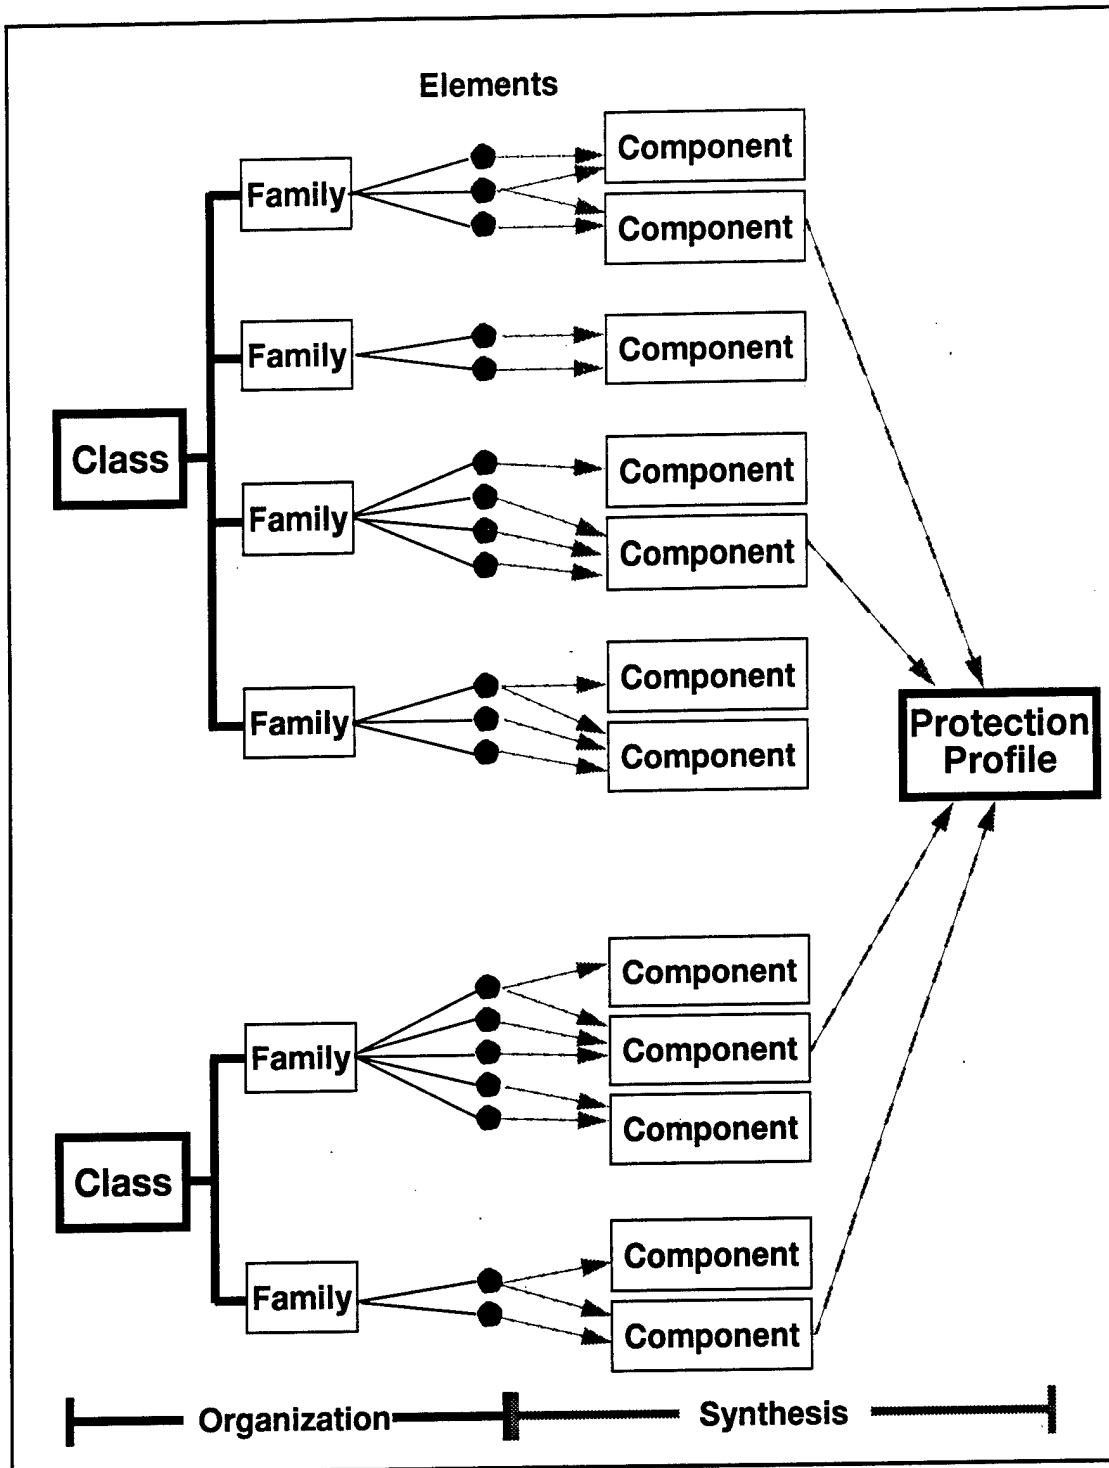 Elements
Component
Family
Component
Component
Family
Class
Component
Family
Component
Component
Family
Protection
Profile
Component
Component
Family
Component
Component
Class
Component
Family
Component
Organization
Synthesis